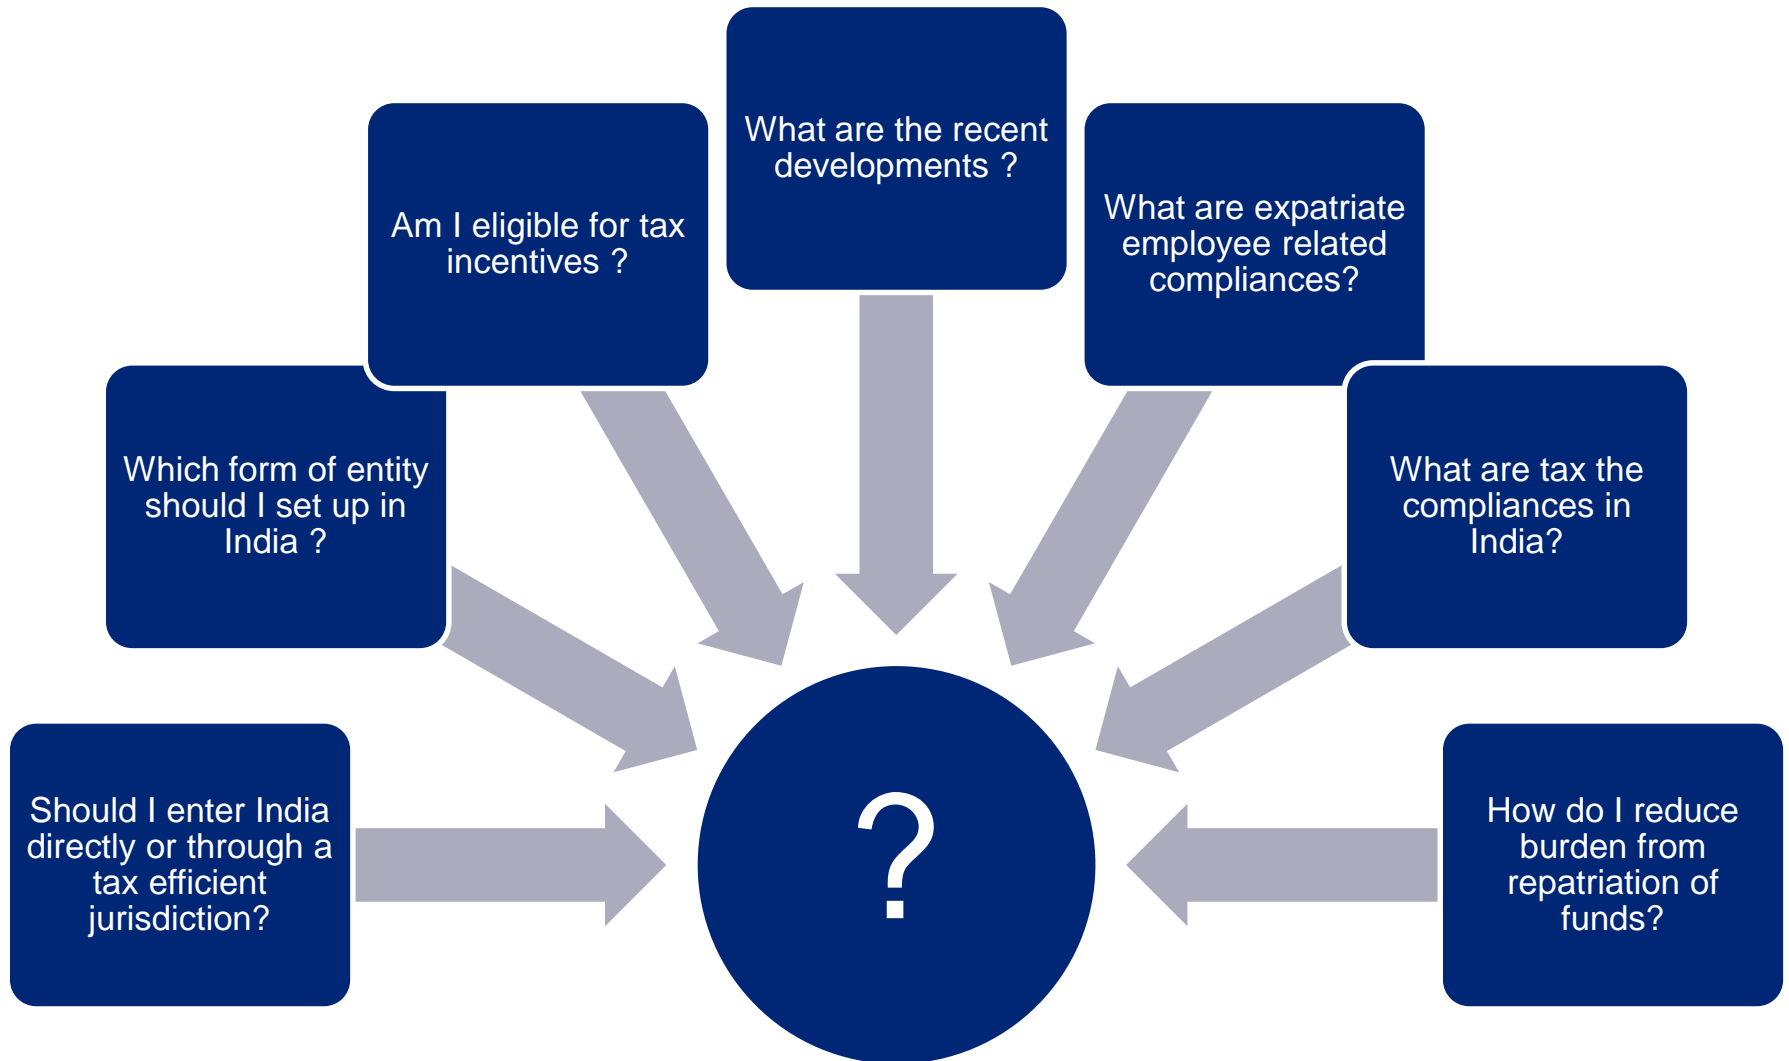 What are the recent
developments ?
Am I eligible for tax
incentives ?
What are expatriate
employee related
compliances?
Which form of entity
should I set up in
India ?
What are tax the
compliances in
India?
Should I enter India
directly or through a
tax efficient
jurisdiction?
How do I reduce
burden from
repatriation of
funds?
?